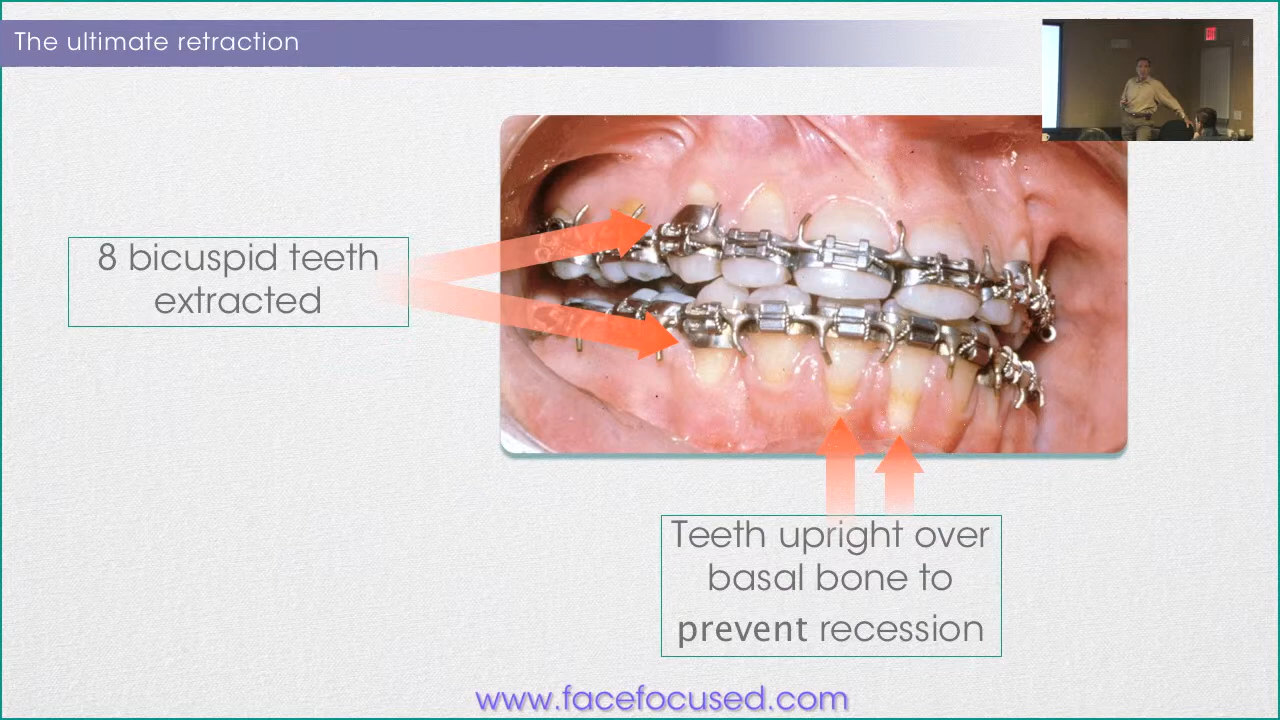 The ultimate retraction
8 bicuspid teeth
extracted
Teeth upright over
basal bone to
prevent recession
www.facefocused.com